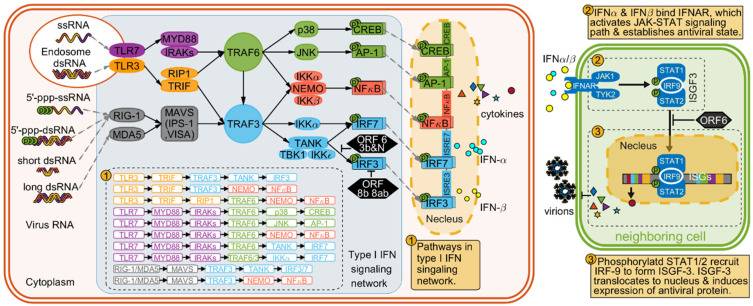 ssRNA
Endosome
dsRNA
TLR7
TLR3
MYD88
IRAKs
RIP1
TRIF
TRAF6
TRAF3
p38
JNK
CREB
AP-1
IKKα
NEMO
IKKβ
NFκB
IKKα
IRF7
TANK
TBK1
IKKε
IRF3
ORF 6
3b&N
ORF
8b 8ab
5'-ppp-ssRNA
5'-ppp-dsRNA
short dsRNA
long dsRNA
RIG-1
MDA5
MAVS
(IPS-1
/VISA)
Virus RNA
Cytoplasm
CREB
CREB
AP-1
AP-1
NFκB
NFκB
ISRE7
IRF7
ISRE3
IRF3
Nucleus
cytokines
IFN-α
IFN-β
1
TLR3 TRIF TRAF3 TANK IRF3
TLR3 TRIF TRAF3 NEMO NFκB
TLR3 TRIF RIP1 TRAF6 NEMO NFκB
TLR7 MYD88 IRAKs TRAF6 p38 CREB
TLR7 MYD88 IRAKs TRAF6 JNK AP-1
TLR7 MYD88 IRAKs TRAF6 NEMO NFκB
TLR7 MYD88 IRAKs TRAF6 TANK IRF7
TLR7 MYD88 IRAKs TRAF6/3 IKKα IRF7
RIG-1/MDA5 MAVS TRAF3 TANK IRF3/7
RIG-1/MDA5 MAVS TRAF3 NEMO NFκB
Type I IFN
signaling
network
1
Pathways in
type I IFN
singaling
network.
2
IFNα & IFNβ bind IFNAR, which
activates JAK-STAT signaling
path & establishes antiviral state.
IFNα/β
IFNAR
JAK1
TYK2
2
STAT1
IRF9
STAT2
ISGF3
ORF6
3
Nucleus
STAT1
IRF9
STAT2
ISGs
virions
neighboring cell
3
Phosphorylatd STAT1/2 recruit
IRF-9 to form ISGF-3. ISGF-3
translocates to nucleus & induces
expression of antiviral protein.